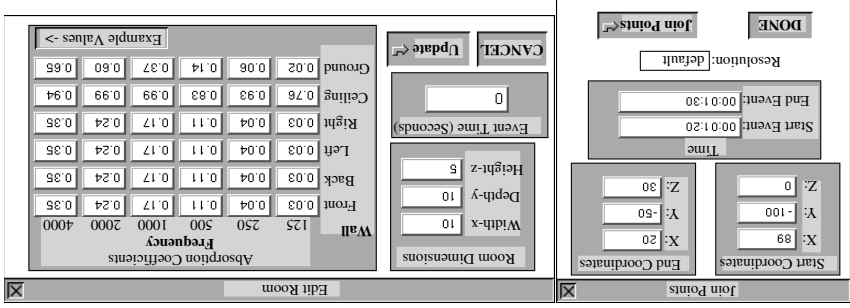 Join Points
Start Coordinates
X: 89
Y: -100
Z: 0
End Coordinates
X: 20
Y: -50
Z: 30
Time
Start Event: 00:01:20
End Event: 00:01:30
Resolution: default
DONE
Join Points
Edit Room
Room Dimensions
Width-x 10
Depth-y 10
Height-z 5
Event Time (Seconds)
0
CANCEL
Update
Absorption Coefficients
Frequency
Wall 125 250 500 1000 2000 4000
Front 0.03 0.04 0.11 0.17 0.24 0.35
Back 0.03 0.04 0.11 0.17 0.24 0.35
Left 0.03 0.04 0.11 0.17 0.24 0.35
Right 0.03 0.04 0.11 0.17 0.24 0.35
Ceiling 0.76 0.93 0.83 0.99 0.99 0.94
Ground 0.02 0.06 0.14 0.37 0.60 0.65
Example Values ->